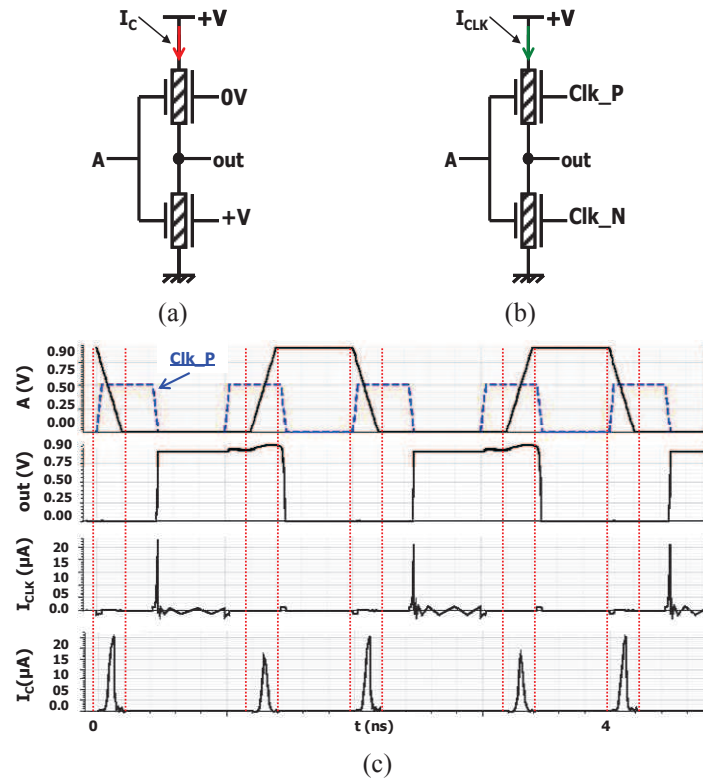 I_C +V
0V
A out
+V
(a)
I_CLK +V
Clk_P
A out
Clk_N
(b)
A (V)
0.90
0.75
0.50
0.25
0.00
Clk_P
out (V)
0.90
0.75
0.50
0.25
0.00
I_CLK (µA)
20
15
10
05
0.0
I_C(µA)
20
15
10
05
0.0
0 t (ns) 4
(c)